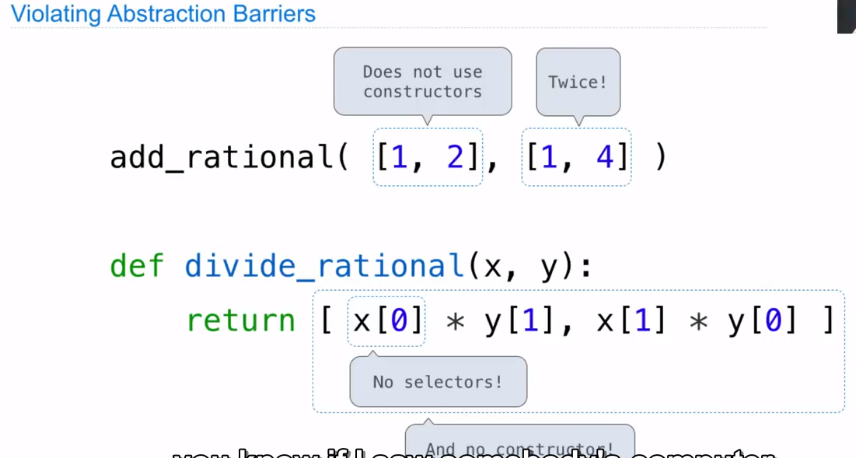 Violating Abstraction Barriers
Does not use
constructors
Twice!
add_rational( [1, 2], [1, 4] )
def divide_rational(x, y):
return [ x[0] * y[1], x[1] * y[0] ]
No selectors!
And no constructor!
you know if I saw somebody's computer